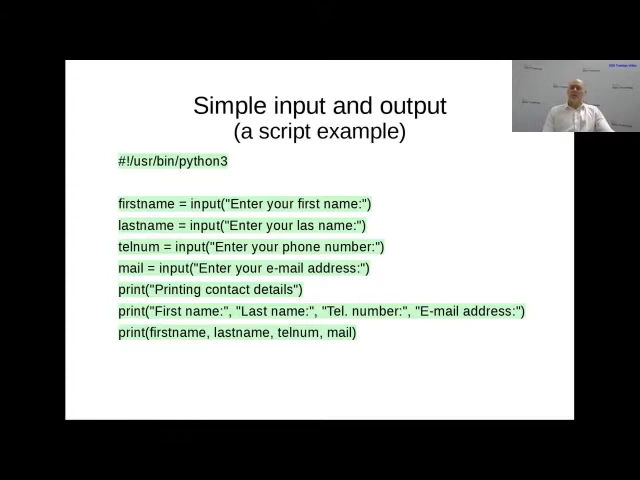 Simple input and output
(a script example)
#!/usr/bin/python3
firstname = input("Enter your first name:")
lastname = input("Enter your las name:")
telnum = input("Enter your phone number:")
mail = input("Enter your e-mail address:")
print("Printing contact details")
print("First name:", "Last name:", "Tel. number:", "E-mail address:")
print(firstname, lastname, telnum, mail)